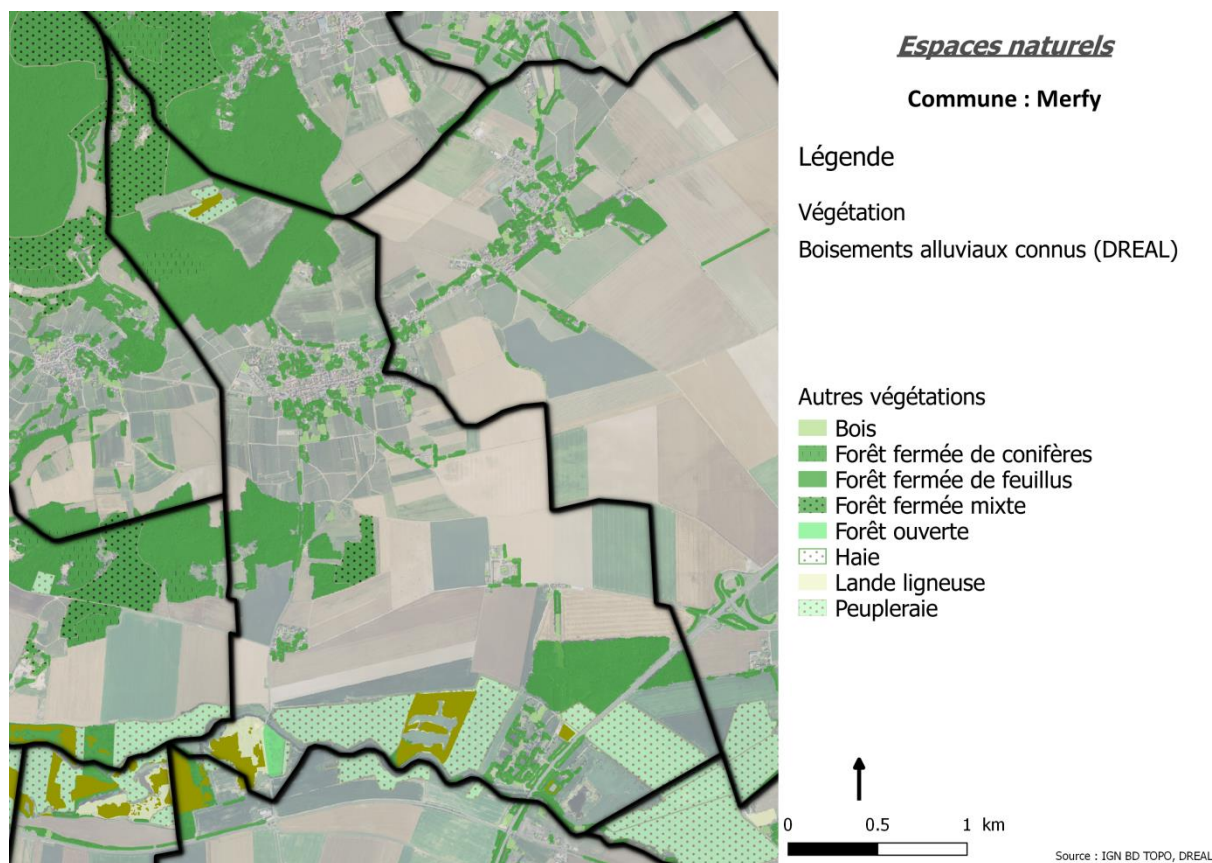 Espaces naturels
Commune : Merfy
Légende
Végétation
Boisements alluviaux connus (DREAL)
Autres végétations
Bois
Forêt fermée de conifères
Forêt fermée de feuillus
Forêt fermée mixte
Forêt ouverte
Haie
Lande ligneuse
Peupleraie
0 0.5 1 km
Source : IGN BD TOPO, DREAL